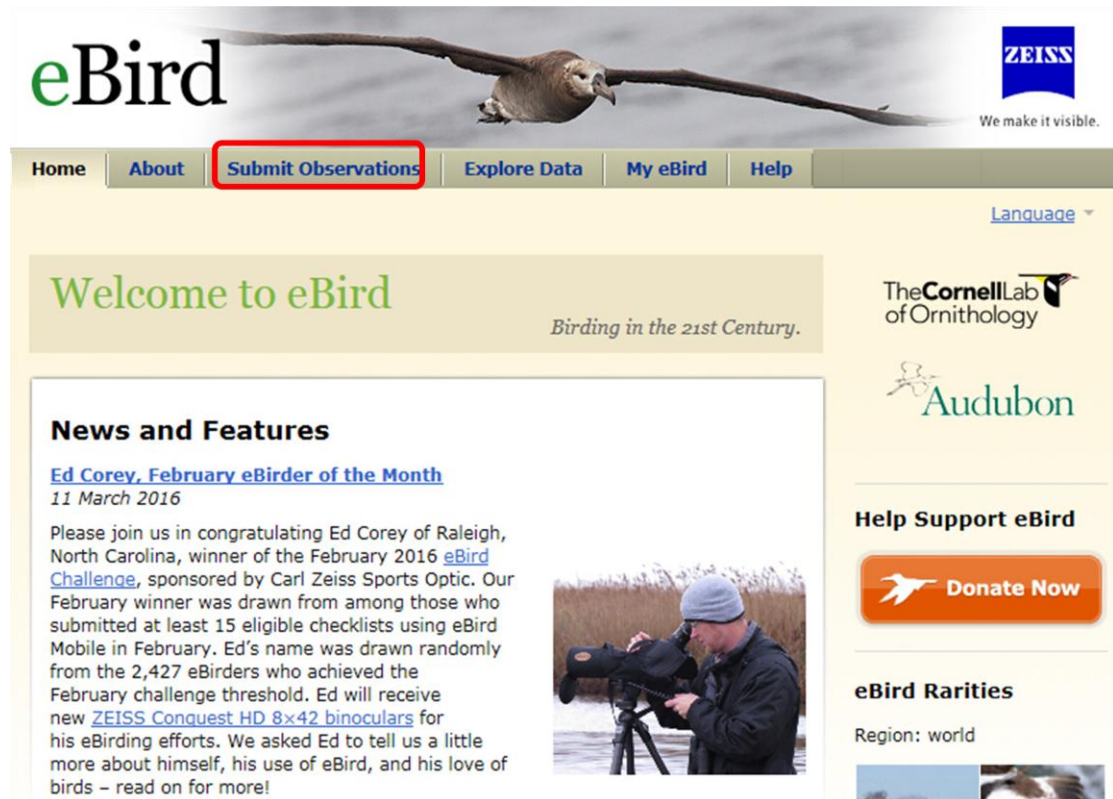 eBird
ZEISS
We make it visible.
Home About Submit Observations Explore Data My eBird Help
Language
Welcome to eBird
Birding in the 21st Century.
TheCornellLab
of Ornithology
Audubon
News and Features
Ed Corey, February eBirder of the Month
11 March 2016
Please join us in congratulating Ed Corey of Raleigh,
North Carolina, winner of the February 2016 eBird
Challenge, sponsored by Carl Zeiss Sports Optic. Our
February winner was drawn from among those who
submitted at least 15 eligible checklists using eBird
Mobile in February. Ed’s name was drawn randomly
from the 2,427 eBirders who achieved the
February challenge threshold. Ed will receive
new ZEISS Conquest HD 8×42 binoculars for
his eBirding efforts. We asked Ed to tell us a little
more about himself, his use of eBird, and his love of
birds – read on for more!
Help Support eBird
Donate Now
eBird Rarities
Region: world